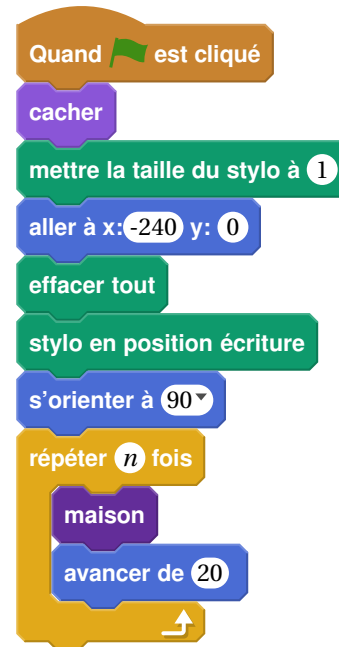 Quand est cliqué
cacher
mettre la taille du stylo à 1
aller à x: -240 y: 0
effacer tout
stylo en position écriture
s'orienter à 90
répéter n fois
maison
avancer de 20